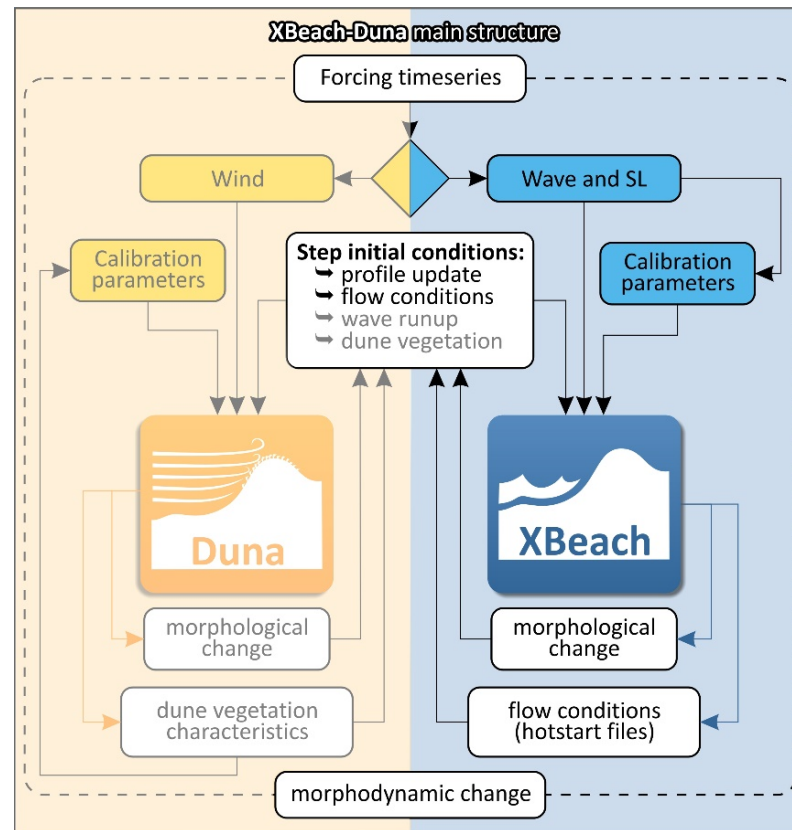 XBeach-Duna main structure
Forcing timeseries
Wind
Wave and SL
Calibration
parameters
Step initial conditions:
⮩ profile update
⮩ flow conditions
⮩ wave runup
⮩ dune vegetation
Calibration
parameters
Duna
XBeach
morphological
change
morphological
change
dune vegetation
characteristics
flow conditions
(hotstart files)
morphodynamic change